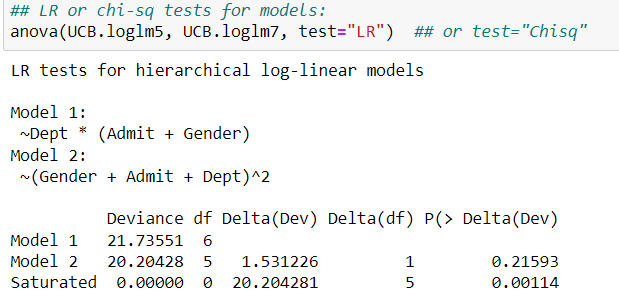 ## LR or chi-sq tests for models:
anova(UCB.loglm5, UCB.loglm7, test="LR")  ## or test="Chisq"
LR tests for hierarchical log-linear models
Model 1:
 ~Dept * (Admit + Gender)
Model 2:
 ~(Gender + Admit + Dept)^2
          Deviance df Delta(Dev) Delta(df) P(> Delta(Dev)
Model 1   21.73551  6
Model 2   20.20428  5   1.531226         1        0.21593
Saturated  0.00000  0  20.204281         5        0.00114